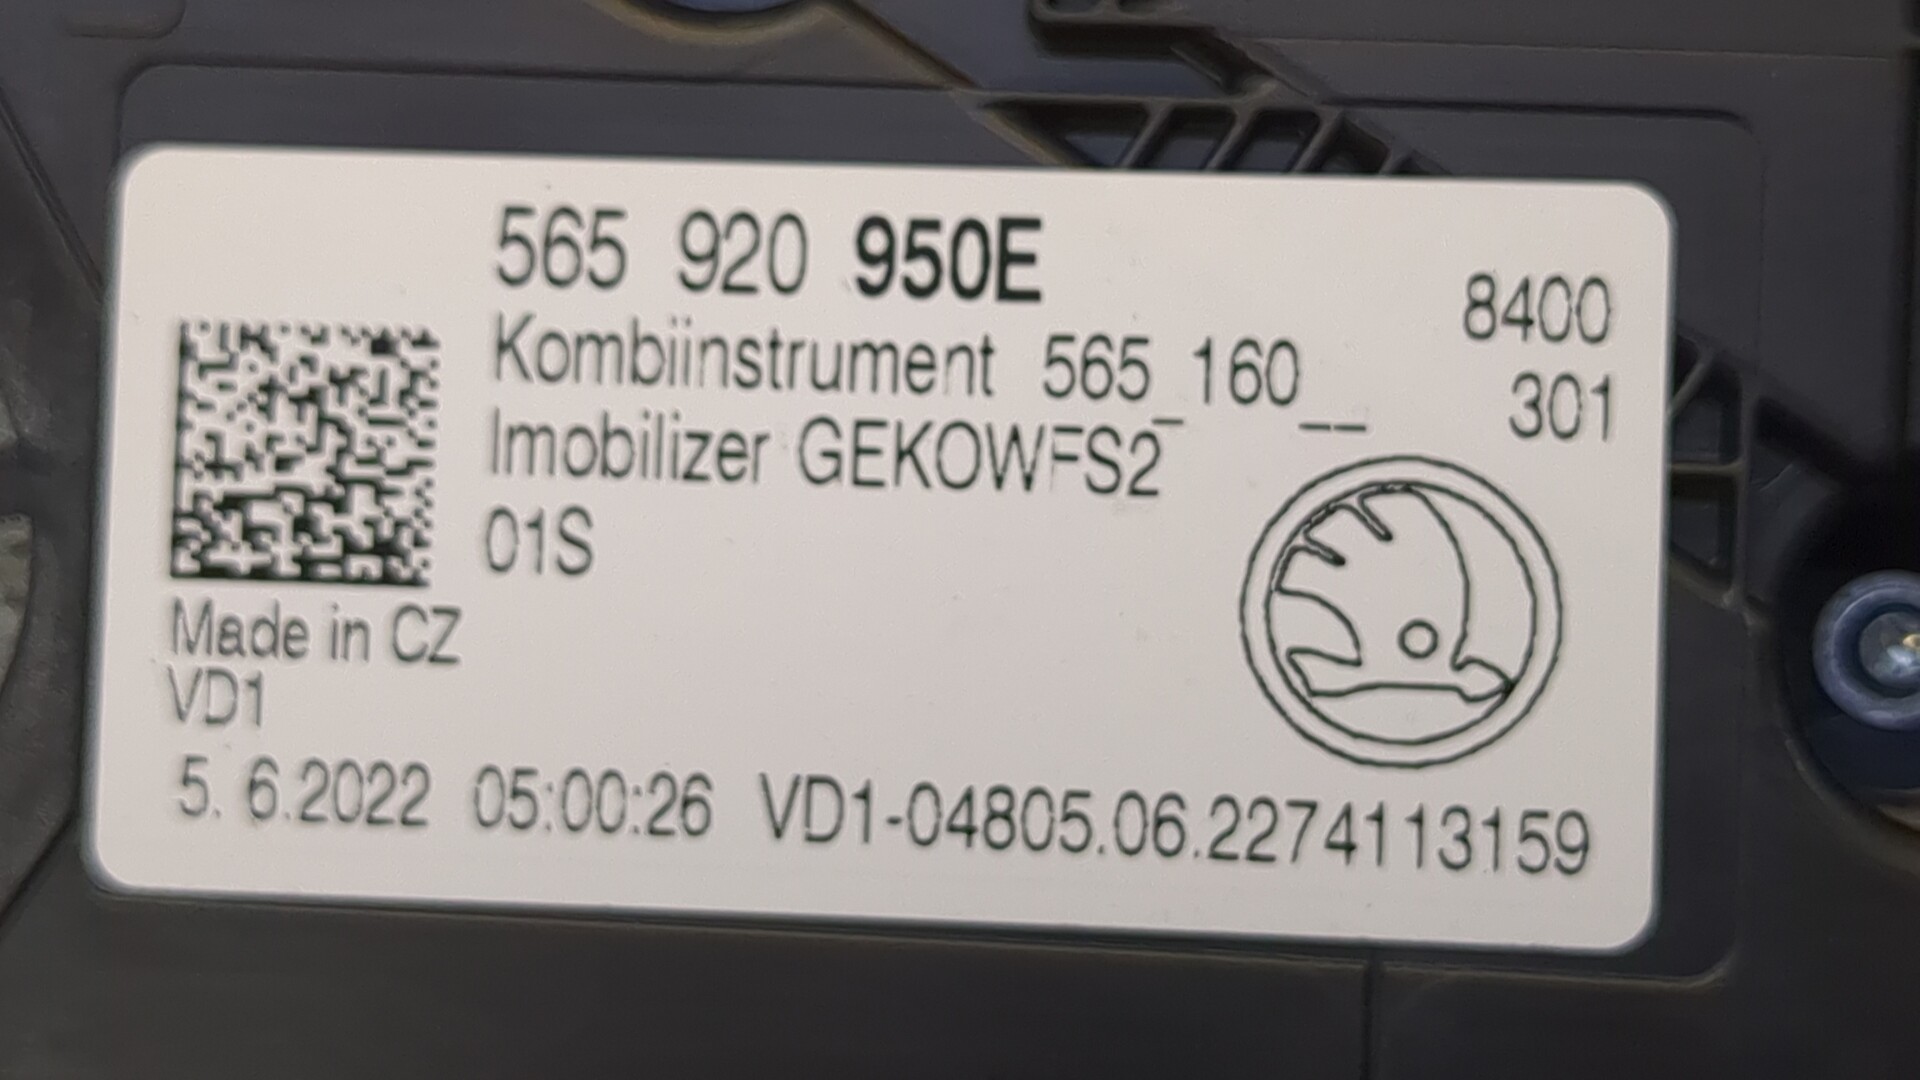 565 920 950E
8400
Kombiinstrument 565_160__
301
Imobilizer GEKOWFS2
01S
Made in CZ
VD1
5. 6.2022 05:00:26 VD1-04805.06.2274113159